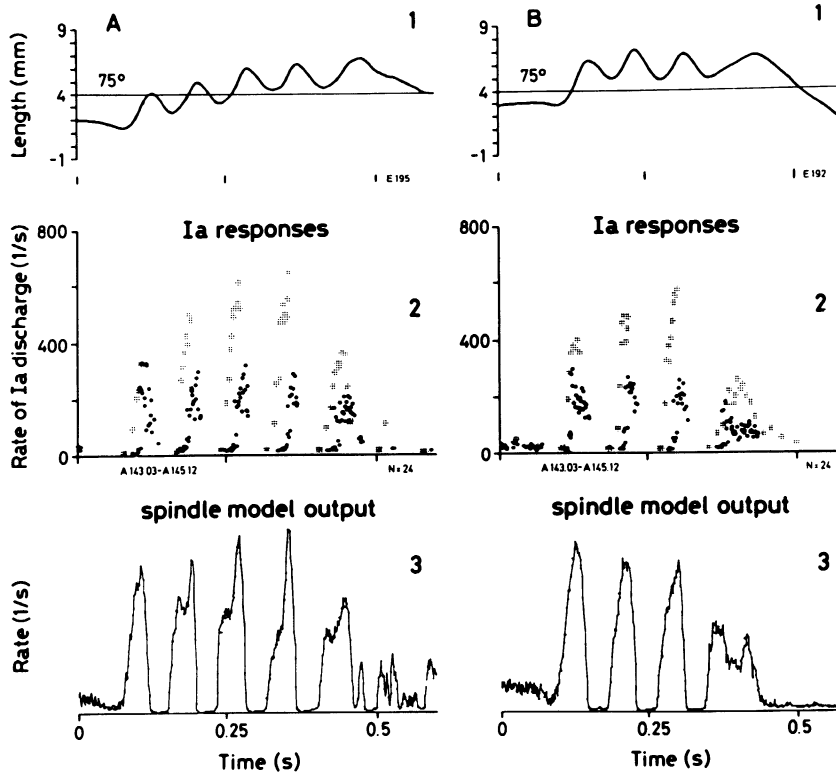 A 1
B 1
Length (mm)
9
4
-1
75°
E 195
9
4
-1
75°
E 192
Ia responses
Ia responses
Rate of Ia discharge (1/s)
800
400
0
2
A 143 03-A 145 12
N = 24
800
400
0
2
A 143.03-A 145.12
N = 24
spindle model output
spindle model output
3
3
Rate (1/s)
0 0.25 0.5
0 0.25 0.5
Time (s)
Time (s)